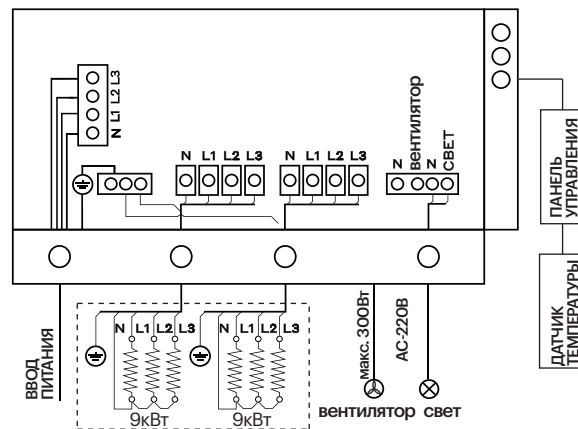 L3
L2
L1
N
N L1 L2 L3
N L1 L2 L3
N
вентилятор
N
СВЕТ
ПАНЕЛЬ
УПРАВЛЕНИЯ
ДАТЧИК
ТЕМПЕРАТУРЫ
ВВОД
ПИТАНИЯ
N L1 L2 L3
N L1 L2 L3
9кВт
9кВт
макс. 300Вт
АС-220В
вентилятор свет